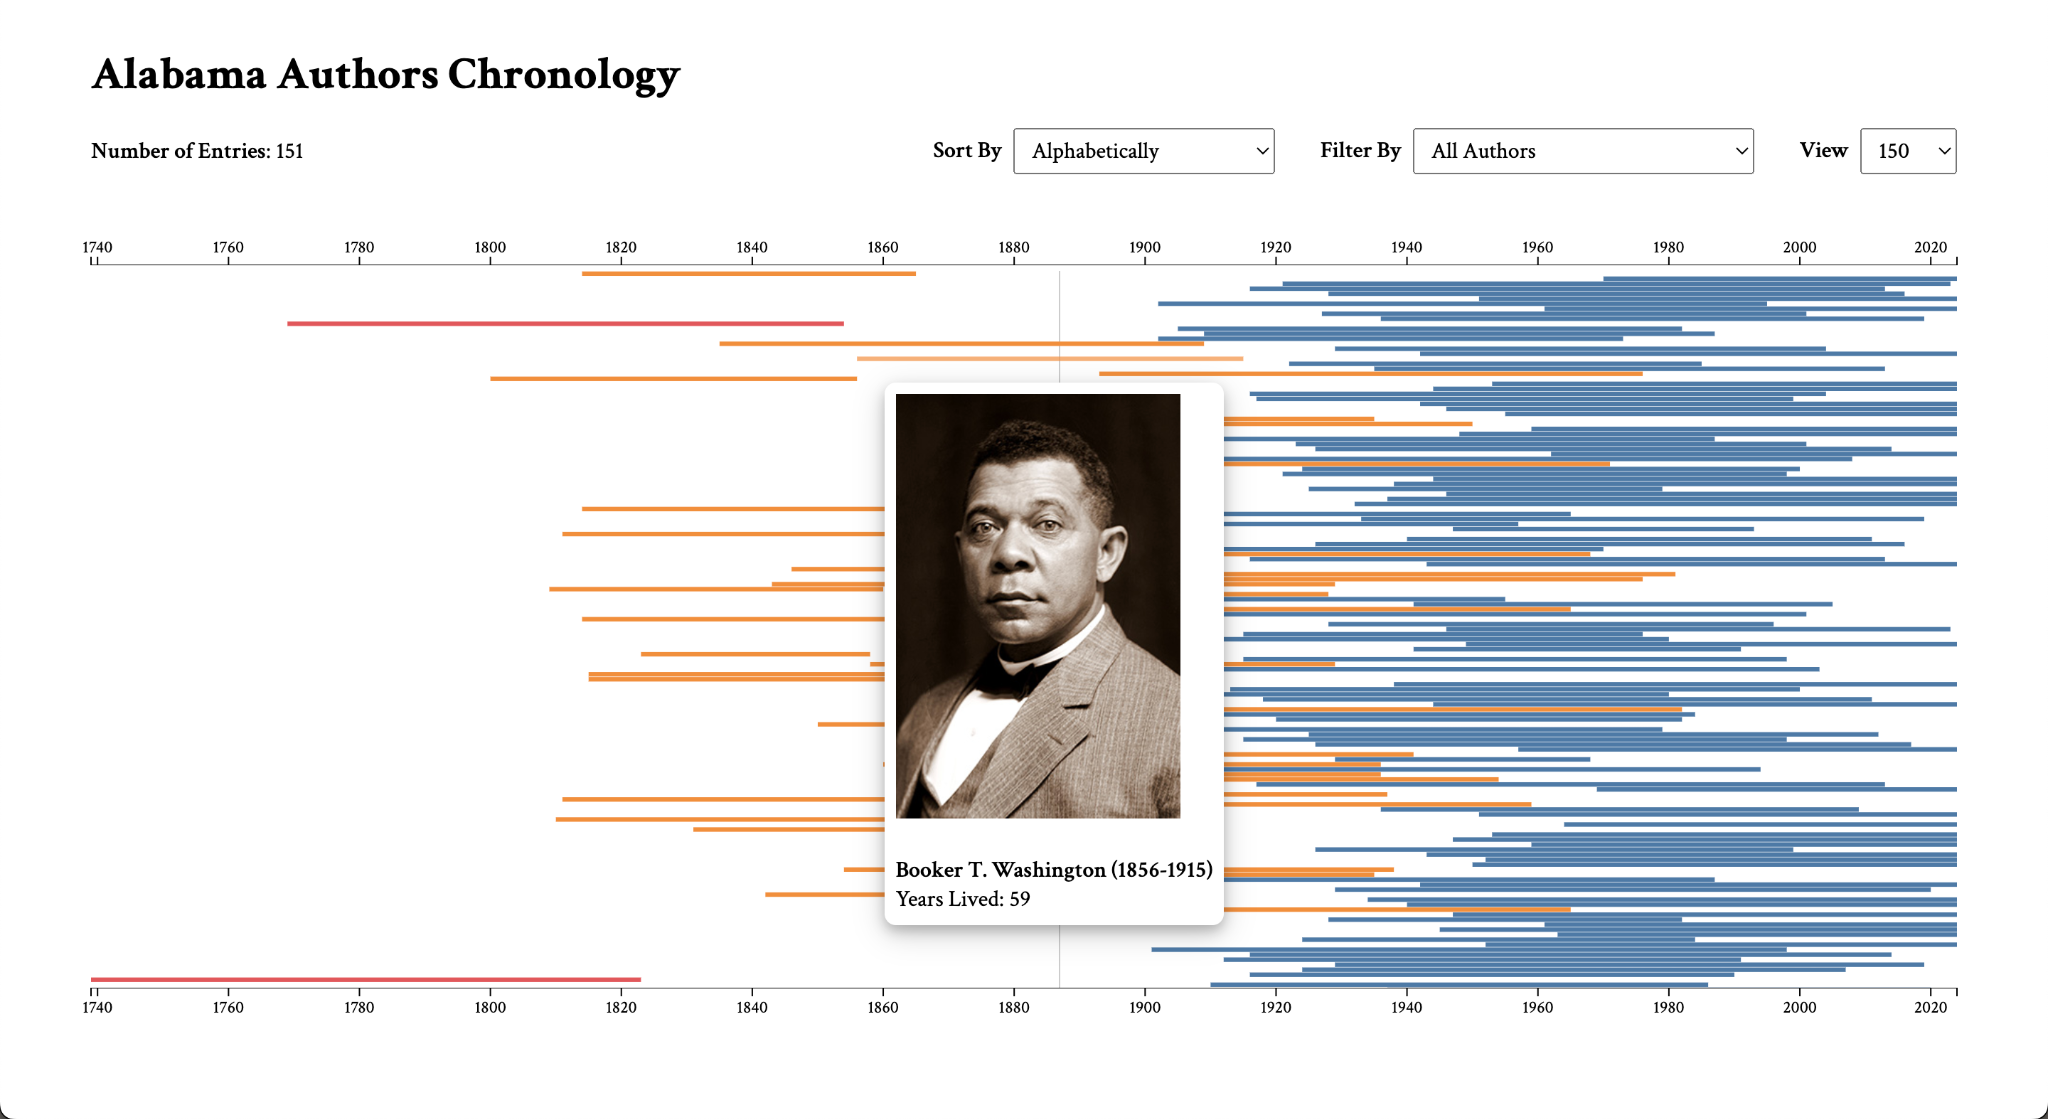 Alabama Authors Chronology
Number of Entries: 151 Sort By Alphabetically Filter By All Authors View 150
1740 1760 1780 1800 1820 1840 1860 1880 1900 1920 1940 1960 1980 2000 2020
Booker T. Washington (1856-1915)
Years Lived: 59
1740 1760 1780 1800 1820 1840 1860 1880 1900 1920 1940 1960 1980 2000 2020